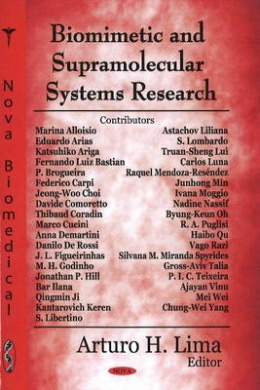 Biomimetic and
Supramolecular
Systems Research
Contributors
Marina Alloisio
Eduardo Arias
Katsuhiko Ariga
Fernando Luiz Bastian
P. Brogueira
Federico Carpi
Jeong-Woo Choi
Davide Comoretto
Thibaud Coradin
Marco Cucini
Anna Demartini
Danilo De Rossi
J. L. Figueirinhas
M. H. Godinho
Jonathan P. Hill
Bar Ilana
Qingmin Ji
Kantarovich Keren
S. Libertino
Astachov Liliana
S. Lombardo
Truan-Sheng Lui
Carlos Luna
Raquel Mendoza-Reséndez
Junhong Min
Ivana Moggio
Nadine Nassif
Byung-Keun Oh
R. A. Puglisi
Haibo Qu
Vago Razi
Silvana M. Miranda Spyrides
Gross-Aviv Talia
P. I. C. Teixeira
Ajayan Vinu
Mei Wei
Chung-Wei Yang
Arturo H. Lima
Editor
NOVA
Nova Biomedical